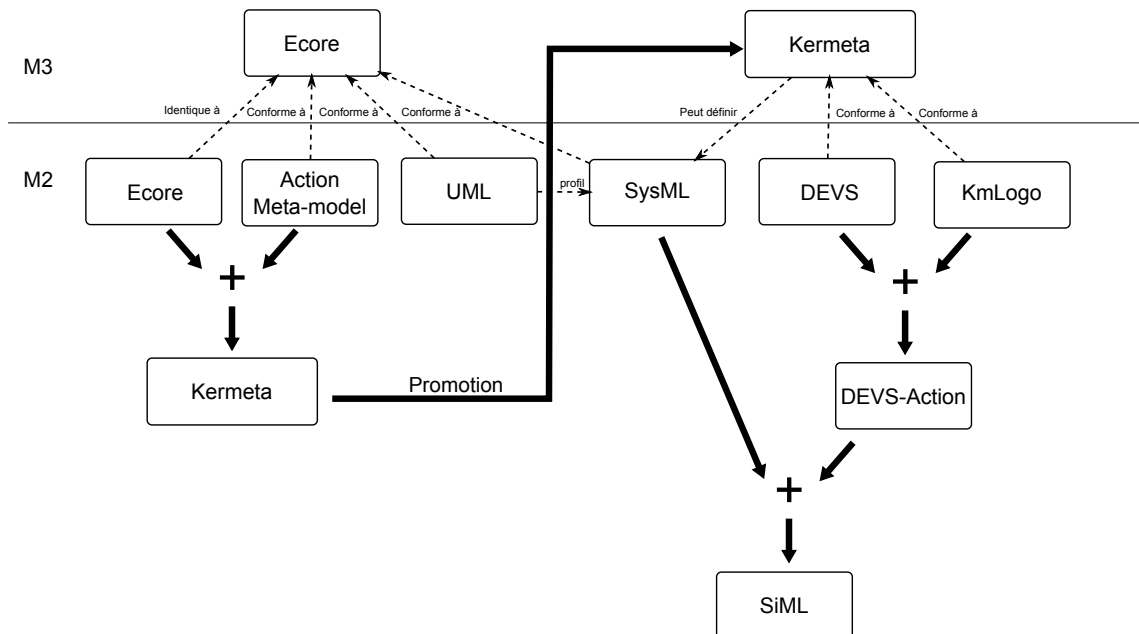 Ecore
Kermeta
M3
Identique à
Conforme à
Conforme à
Conforme à
Peut définir
Conforme à
Conforme à
M2
Ecore
Action
Meta-model
UML
profil
SysML
DEVS
KmLogo
+
+
Kermeta
Promotion
DEVS-Action
+
SiML